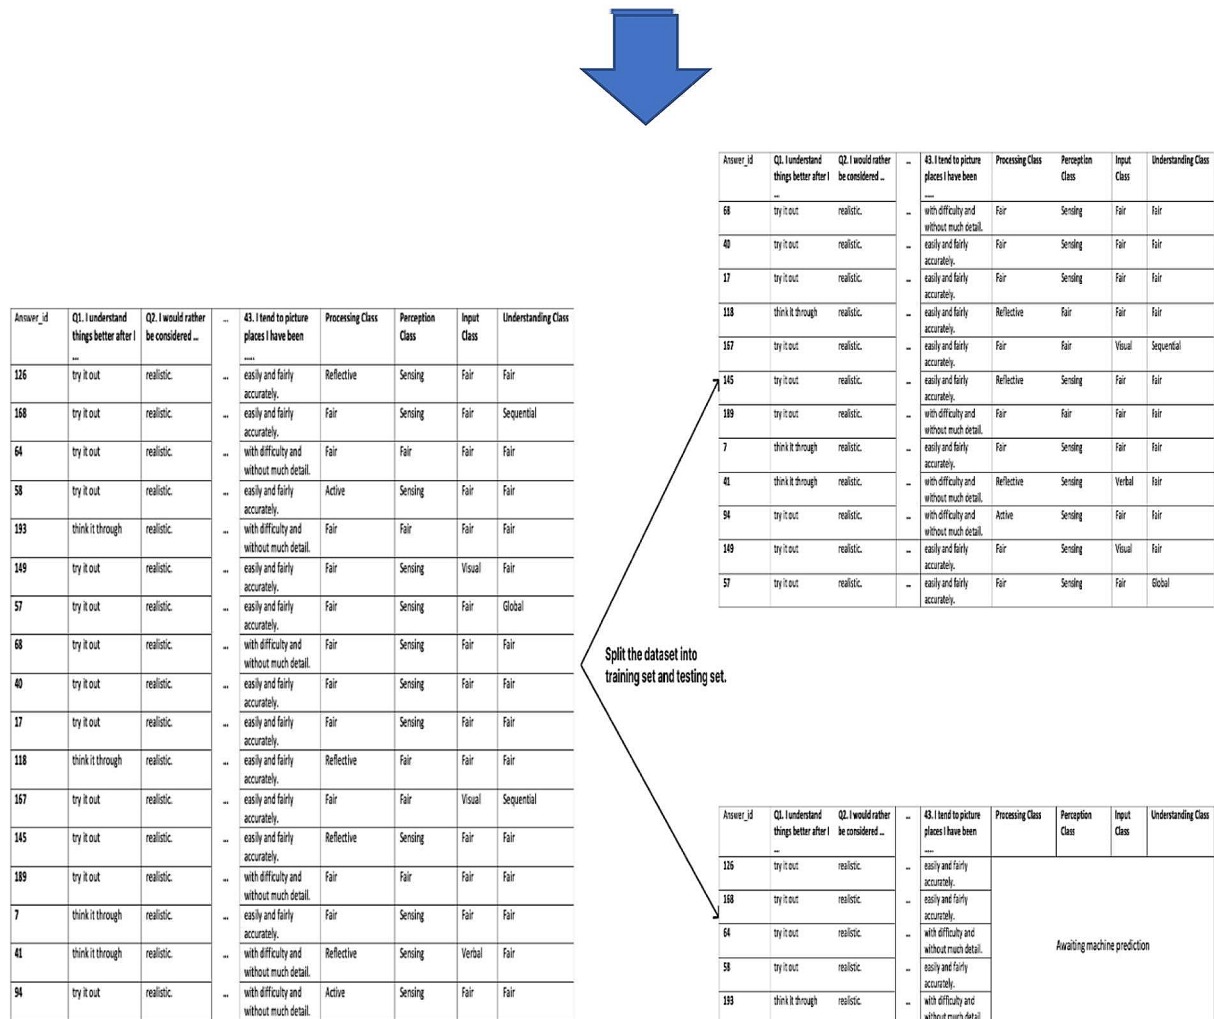 Answer_id Q1. I understand things better after I ... Q2. I would rather be considered ... ... 43. I tend to picture places I have been ..... Processing Class Perception Class Input Class Understanding Class
126 try it out realistic. ... easily and fairly accurately. Reflective Sensing Fair Fair
168 try it out realistic. ... easily and fairly accurately. Fair Sensing Fair Sequential
64 try it out realistic. ... with difficulty and without much detail. Fair Fair Fair Fair
58 try it out realistic. ... easily and fairly accurately. Active Sensing Fair Fair
193 think it through realistic. ... with difficulty and without much detail. Fair Fair Fair Fair
149 try it out realistic. ... easily and fairly accurately. Fair Sensing Visual Fair
57 try it out realistic. ... easily and fairly accurately. Fair Sensing Fair Global
68 try it out realistic. ... with difficulty and without much detail. Fair Sensing Fair Fair
40 try it out realistic. ... easily and fairly accurately. Fair Sensing Fair Fair
17 try it out realistic. ... easily and fairly accurately. Fair Sensing Fair Fair
118 think it through realistic. ... easily and fairly accurately. Reflective Fair Fair Fair
167 try it out realistic. ... easily and fairly accurately. Fair Fair Visual Sequential
145 try it out realistic. ... easily and fairly accurately. Reflective Sensing Fair Fair
189 try it out realistic. ... with difficulty and without much detail. Fair Fair Fair Fair
7 think it through realistic. ... easily and fairly accurately. Fair Sensing Fair Fair
41 think it through realistic. ... with difficulty and without much detail. Reflective Sensing Verbal Fair
94 try it out realistic. ... with difficulty and without much detail. Active Sensing Fair Fair
Split the dataset into
training set and testing set.
Answer_id Q1. I understand things better after I ... Q2. I would rather be considered ... ... 43. I tend to picture places I have been ..... Processing Class Perception Class Input Class Understanding Class
68 try it out realistic. ... with difficulty and without much detail. Fair Sensing Fair Fair
40 try it out realistic. ... easily and fairly accurately. Fair Sensing Fair Fair
17 try it out realistic. ... easily and fairly accurately. Fair Sensing Fair Fair
118 think it through realistic. ... easily and fairly accurately. Reflective Fair Fair Fair
167 try it out realistic. ... easily and fairly accurately. Fair Fair Visual Sequential
145 try it out realistic. ... easily and fairly accurately. Reflective Sensing Fair Fair
189 try it out realistic. ... with difficulty and without much detail. Fair Fair Fair Fair
7 think it through realistic. ... easily and fairly accurately. Fair Sensing Fair Fair
41 think it through realistic. ... with difficulty and without much detail. Reflective Sensing Verbal Fair
94 try it out realistic. ... with difficulty and without much detail. Active Sensing Fair Fair
149 try it out realistic. ... easily and fairly accurately. Fair Sensing Visual Fair
57 try it out realistic. ... easily and fairly accurately. Fair Sensing Fair Global
Answer_id Q1. I understand things better after I ... Q2. I would rather be considered ... ... 43. I tend to picture places I have been ..... Processing Class Perception Class Input Class Understanding Class
126 try it out realistic. ... easily and fairly accurately.
168 try it out realistic. ... easily and fairly accurately.
64 try it out realistic. ... with difficulty and without much detail.
Awaiting machine prediction
58 try it out realistic. ... easily and fairly accurately.
193 think it through realistic. ... with difficulty and without much detail